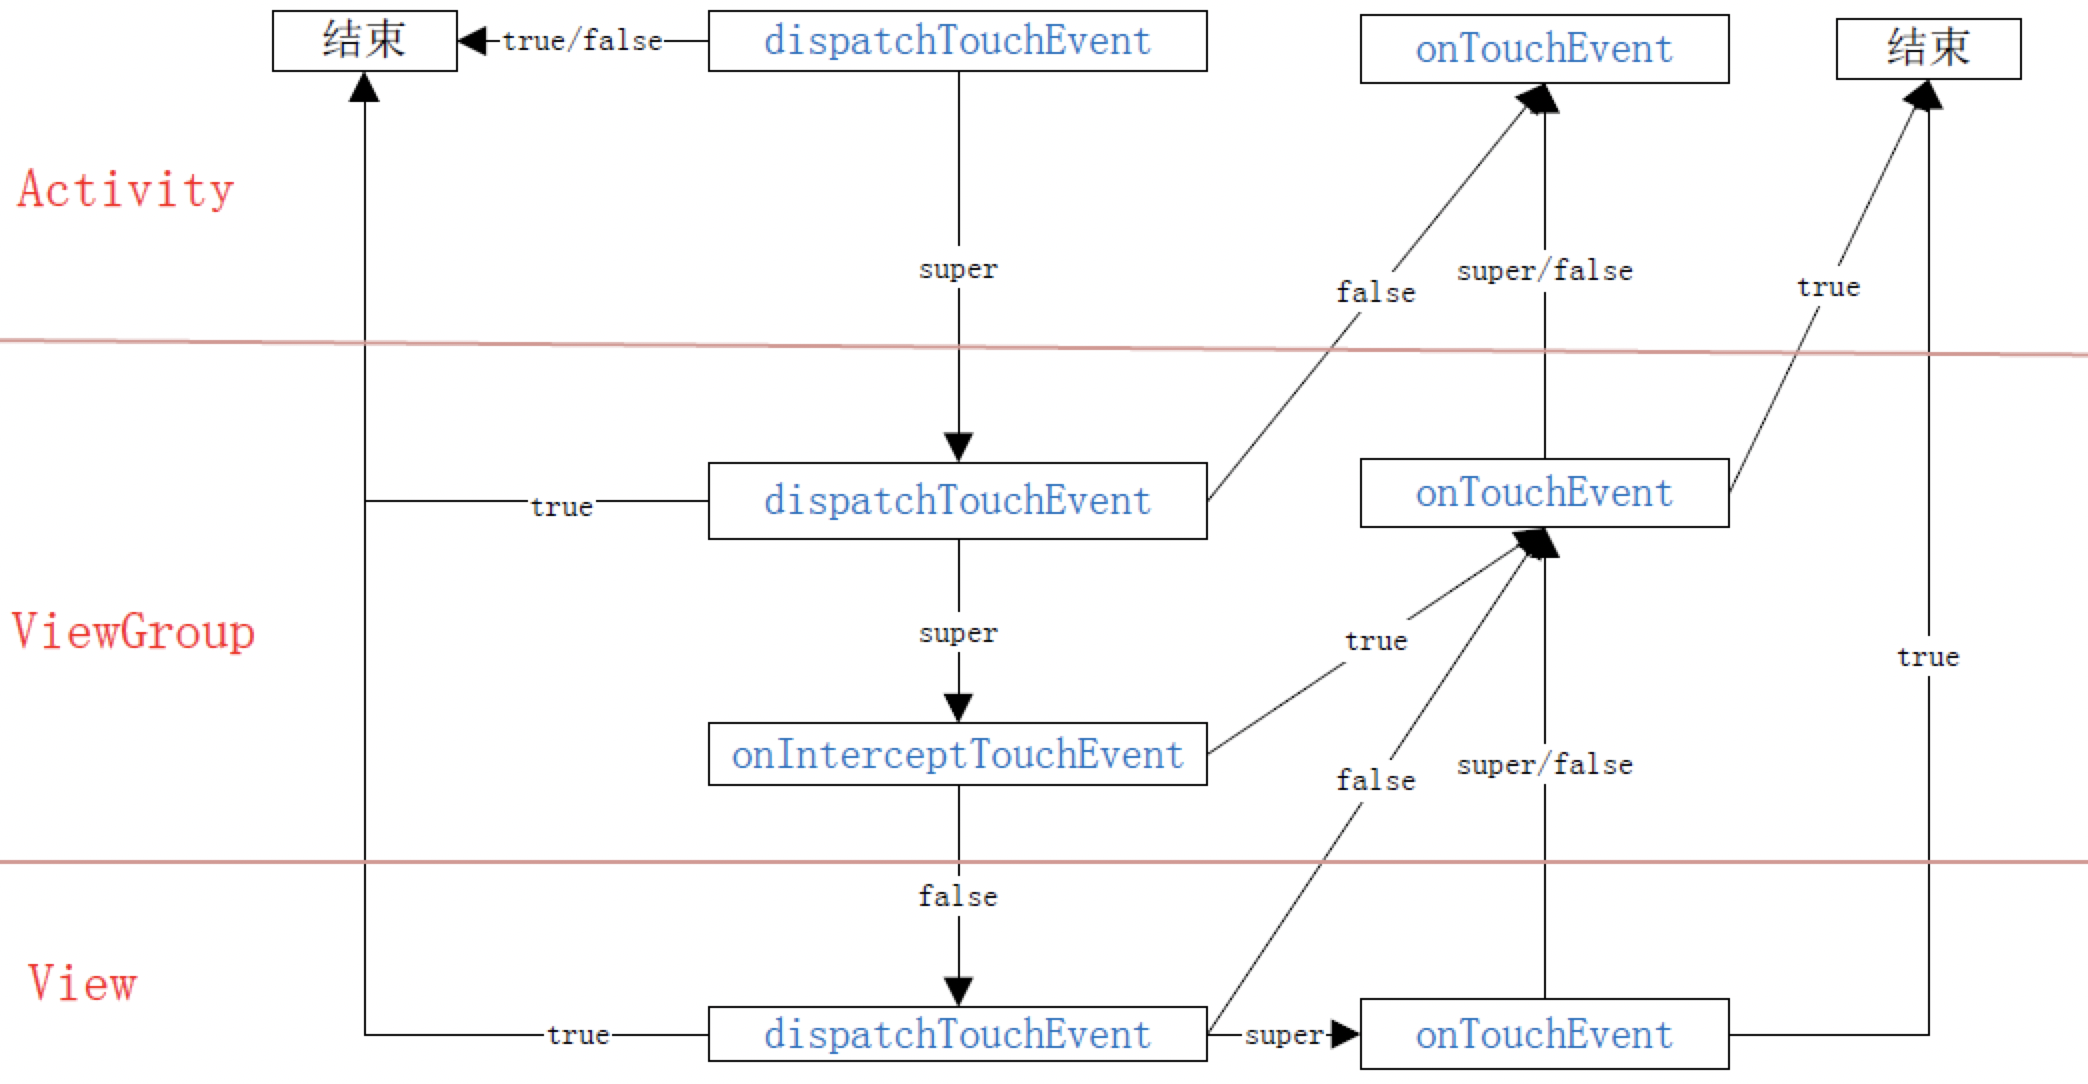 结束
true/false
dispatchTouchEvent
onTouchEvent
结束
Activity
super
false
super/false
true
true
dispatchTouchEvent
onTouchEvent
ViewGroup
super
true
true
onInterceptTouchEvent
false
super/false
false
View
true
dispatchTouchEvent
super
onTouchEvent